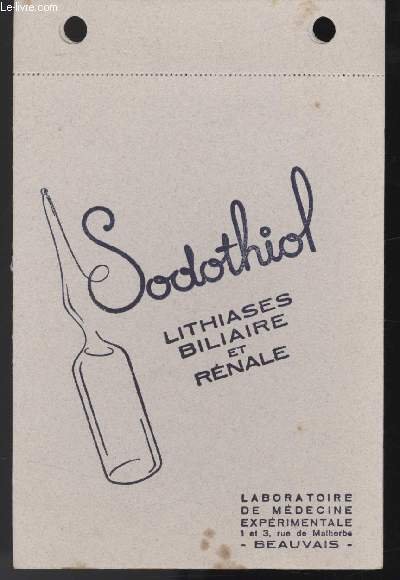 Le-livre.com
Sodothiol
LITHIASES
BILIAIRE
ET
RÉNALE
LABORATOIRE
DE MÉDECINE
EXPÉRIMENTALE
1 et 3, rue de Malherbe
- BEAUVAIS -